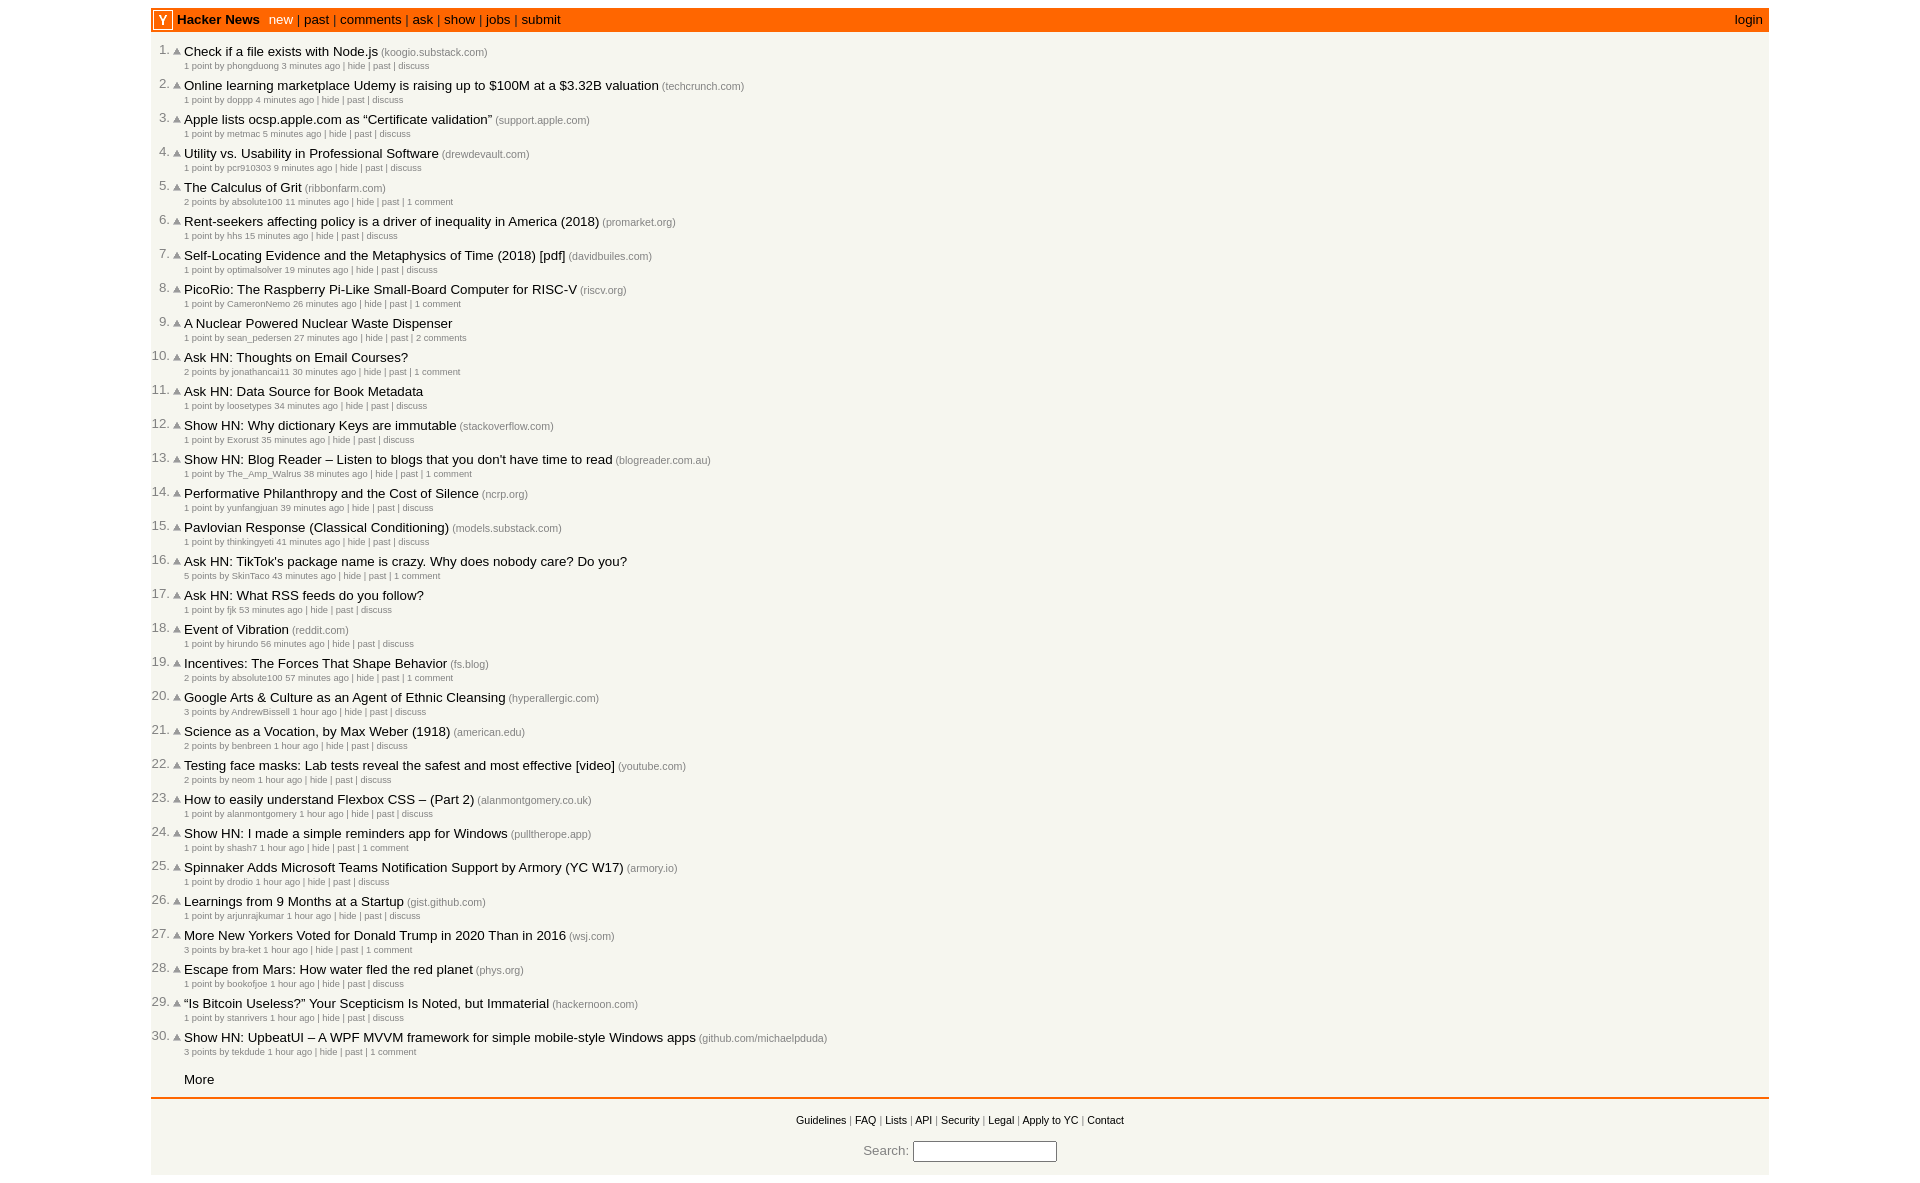 Y Hacker News new | past | comments | ask | show | jobs | submit login
1. Check if a file exists with Node.js (koogio.substack.com)
1 point by phongduong 3 minutes ago | hide | past | discuss
2. Online learning marketplace Udemy is raising up to $100M at a $3.32B valuation (techcrunch.com)
1 point by doppp 4 minutes ago | hide | past | discuss
3. Apple lists ocsp.apple.com as “Certificate validation” (support.apple.com)
1 point by metmac 5 minutes ago | hide | past | discuss
4. Utility vs. Usability in Professional Software (drewdevault.com)
1 point by pcr910303 9 minutes ago | hide | past | discuss
5. The Calculus of Grit (ribbonfarm.com)
2 points by absolute100 11 minutes ago | hide | past | 1 comment
6. Rent-seekers affecting policy is a driver of inequality in America (2018) (promarket.org)
1 point by hhs 15 minutes ago | hide | past | discuss
7. Self-Locating Evidence and the Metaphysics of Time (2018) [pdf] (davidbuiles.com)
1 point by optimalsolver 19 minutes ago | hide | past | discuss
8. PicoRio: The Raspberry Pi-Like Small-Board Computer for RISC-V (riscv.org)
1 point by CameronNemo 26 minutes ago | hide | past | 1 comment
9. A Nuclear Powered Nuclear Waste Dispenser
1 point by sean_pedersen 27 minutes ago | hide | past | 2 comments
10. Ask HN: Thoughts on Email Courses?
2 points by jonathancai11 30 minutes ago | hide | past | 1 comment
11. Ask HN: Data Source for Book Metadata
1 point by loosetypes 34 minutes ago | hide | past | discuss
12. Show HN: Why dictionary Keys are immutable (stackoverflow.com)
1 point by Exorust 35 minutes ago | hide | past | discuss
13. Show HN: Blog Reader – Listen to blogs that you don't have time to read (blogreader.com.au)
1 point by The_Amp_Walrus 38 minutes ago | hide | past | 1 comment
14. Performative Philanthropy and the Cost of Silence (ncrp.org)
1 point by yunfangjuan 39 minutes ago | hide | past | discuss
15. Pavlovian Response (Classical Conditioning) (models.substack.com)
1 point by thinkingyeti 41 minutes ago | hide | past | discuss
16. Ask HN: TikTok's package name is crazy. Why does nobody care? Do you?
5 points by SkinTaco 43 minutes ago | hide | past | 1 comment
17. Ask HN: What RSS feeds do you follow?
1 point by fjk 53 minutes ago | hide | past | discuss
18. Event of Vibration (reddit.com)
1 point by hirundo 56 minutes ago | hide | past | discuss
19. Incentives: The Forces That Shape Behavior (fs.blog)
2 points by absolute100 57 minutes ago | hide | past | 1 comment
20. Google Arts & Culture as an Agent of Ethnic Cleansing (hyperallergic.com)
3 points by AndrewBissell 1 hour ago | hide | past | discuss
21. Science as a Vocation, by Max Weber (1918) (american.edu)
2 points by benbreen 1 hour ago | hide | past | discuss
22. Testing face masks: Lab tests reveal the safest and most effective [video] (youtube.com)
2 points by neom 1 hour ago | hide | past | discuss
23. How to easily understand Flexbox CSS – (Part 2) (alanmontgomery.co.uk)
1 point by alanmontgomery 1 hour ago | hide | past | discuss
24. Show HN: I made a simple reminders app for Windows (pulltherope.app)
1 point by shash7 1 hour ago | hide | past | 1 comment
25. Spinnaker Adds Microsoft Teams Notification Support by Armory (YC W17) (armory.io)
1 point by drodio 1 hour ago | hide | past | discuss
26. Learnings from 9 Months at a Startup (gist.github.com)
1 point by arjunrajkumar 1 hour ago | hide | past | discuss
27. More New Yorkers Voted for Donald Trump in 2020 Than in 2016 (wsj.com)
3 points by bra-ket 1 hour ago | hide | past | 1 comment
28. Escape from Mars: How water fled the red planet (phys.org)
1 point by bookofjoe 1 hour ago | hide | past | discuss
29. “Is Bitcoin Useless?” Your Scepticism Is Noted, but Immaterial (hackernoon.com)
1 point by stanrivers 1 hour ago | hide | past | discuss
30. Show HN: UpbeatUI – A WPF MVVM framework for simple mobile-style Windows apps (github.com/michaelpduda)
3 points by tekdude 1 hour ago | hide | past | 1 comment
More
Guidelines | FAQ | Lists | API | Security | Legal | Apply to YC | Contact
Search: